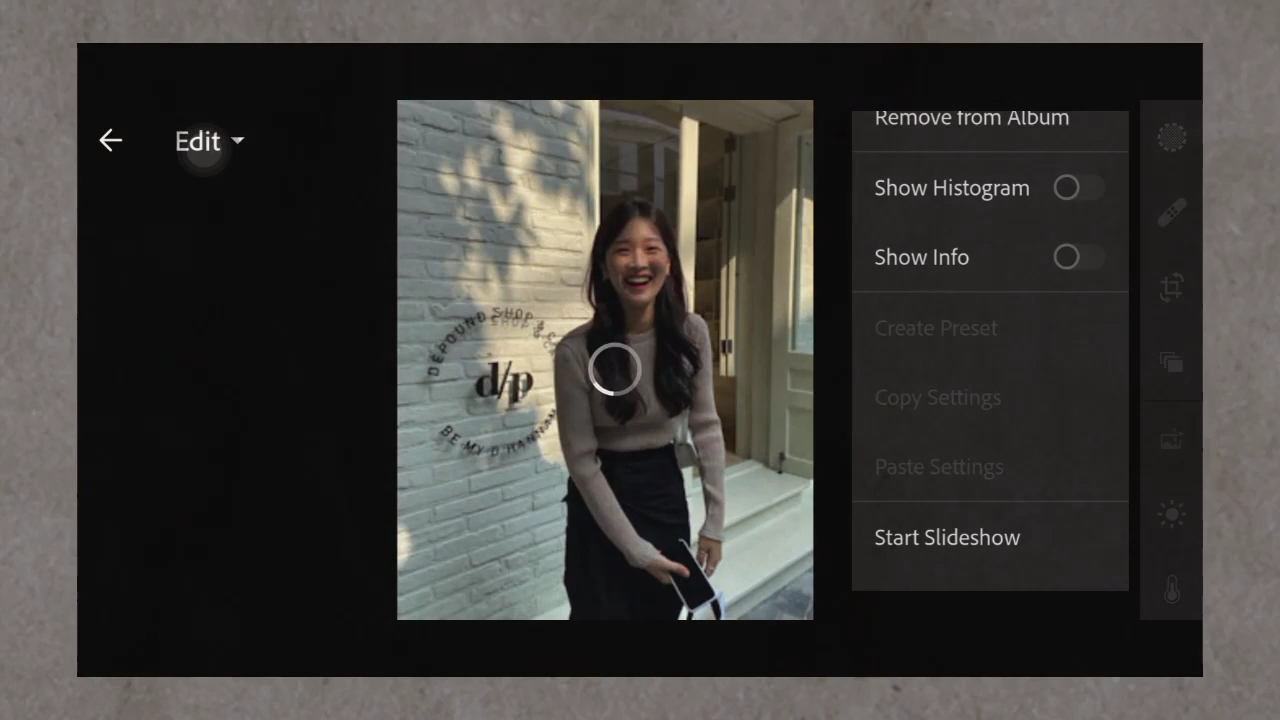 Edit
Remove from Album
Show Histogram
Show Info
Create Preset
Copy Settings
Paste Settings
Start Slideshow
DEPOUND SHOP &
d/p
BE MY D.HANNAH